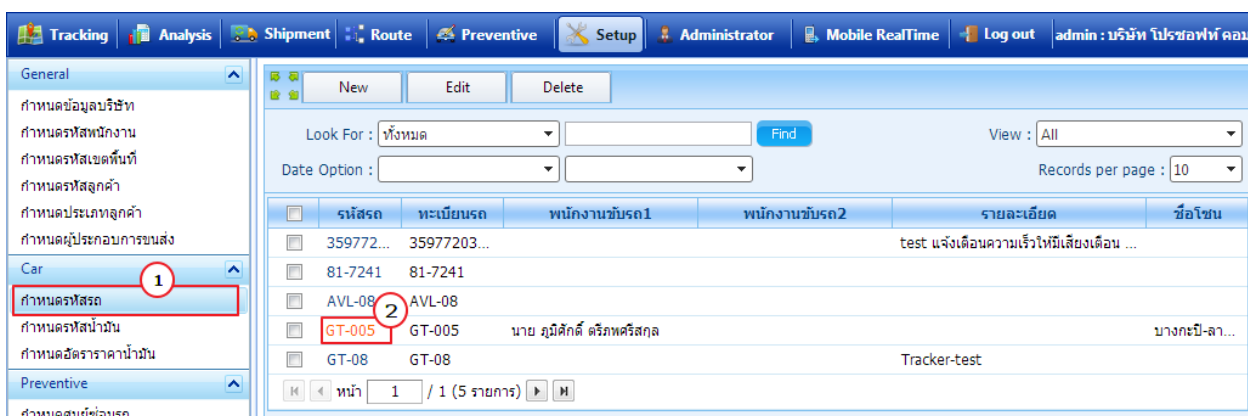 Tracking Analysis Shipment Route Preventive Setup Administrator Mobile RealTime Log out admin : บริษัท โปรซอฟท์ คอม
General
New Edit Delete
กำหนดข้อมูลบริษัท
กำหนดรหัสพนักงาน
Look For : ทั้งหมด Find View : All
กำหนดรหัสเขตพื้นที่
Date Option : Records per page : 10
กำหนดรหัสลูกค้า
กำหนดประเภทลูกค้า
รหัสรถ ทะเบียนรถ พนักงานขับรถ1 พนักงานขับรถ2 รายละเอียด ชื่อโซน
กำหนดผู้ประกอบการขนส่ง
359772... 35977203... test แจ้งเตือนความเร็วให้มีเสียงเตือน ...
Car
1
81-7241 81-7241
กำหนดรหัสรถ
AVL-08 AVL-08
2
กำหนดรหัสน้ำมัน
GT-005 GT-005 นาย ภูมิศักดิ์ ตรีภพศรีสกุล บางกะปิ-ลา...
กำหนดอัตราราคาน้ำมัน
GT-08 GT-08 Tracker-test
Preventive
หน้า 1 / 1 (5 รายการ)
กำหนดศูนย์ซ่อมรถ